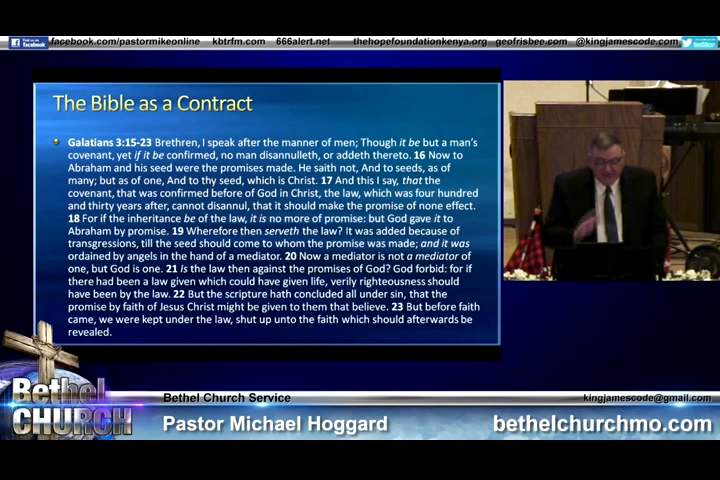 Find us on facebook facebook.com/pastormikeonline kbtrfm.com 666alert.net thehopefoundationkenya.org geofrisbee.com @kingjamescode.com twitter
The Bible as a Contract
Galatians 3:15-23 Brethren, I speak after the manner of men; Though it be but a man's
covenant, yet if it be confirmed, no man disannulleth, or addeth thereto. 16 Now to
Abraham and his seed were the promises made. He saith not, And to seeds, as of
many; but as of one, And to thy seed, which is Christ. 17 And this I say, that the
covenant, that was confirmed before of God in Christ, the law, which was four hundred
and thirty years after, cannot disannul, that it should make the promise of none effect.
18 For if the inheritance be of the law, it is no more of promise: but God gave it to
Abraham by promise. 19 Wherefore then serveth the law? It was added because of
transgressions, till the seed should come to whom the promise was made; and it was
ordained by angels in the hand of a mediator. 20 Now a mediator is not a mediator of
one, but God is one. 21 Is the law then against the promises of God? God forbid: for if
there had been a law given which could have given life, verily righteousness should
have been by the law. 22 But the scripture hath concluded all under sin, that the
promise by faith of Jesus Christ might be given to them that believe. 23 But before faith
came, we were kept under the law, shut up unto the faith which should afterwards be
revealed.
Bethel
CHURCH
Bethel Church Service
kingjamescode@gmail.com
Pastor Michael Hoggard
bethelchurchmo.com